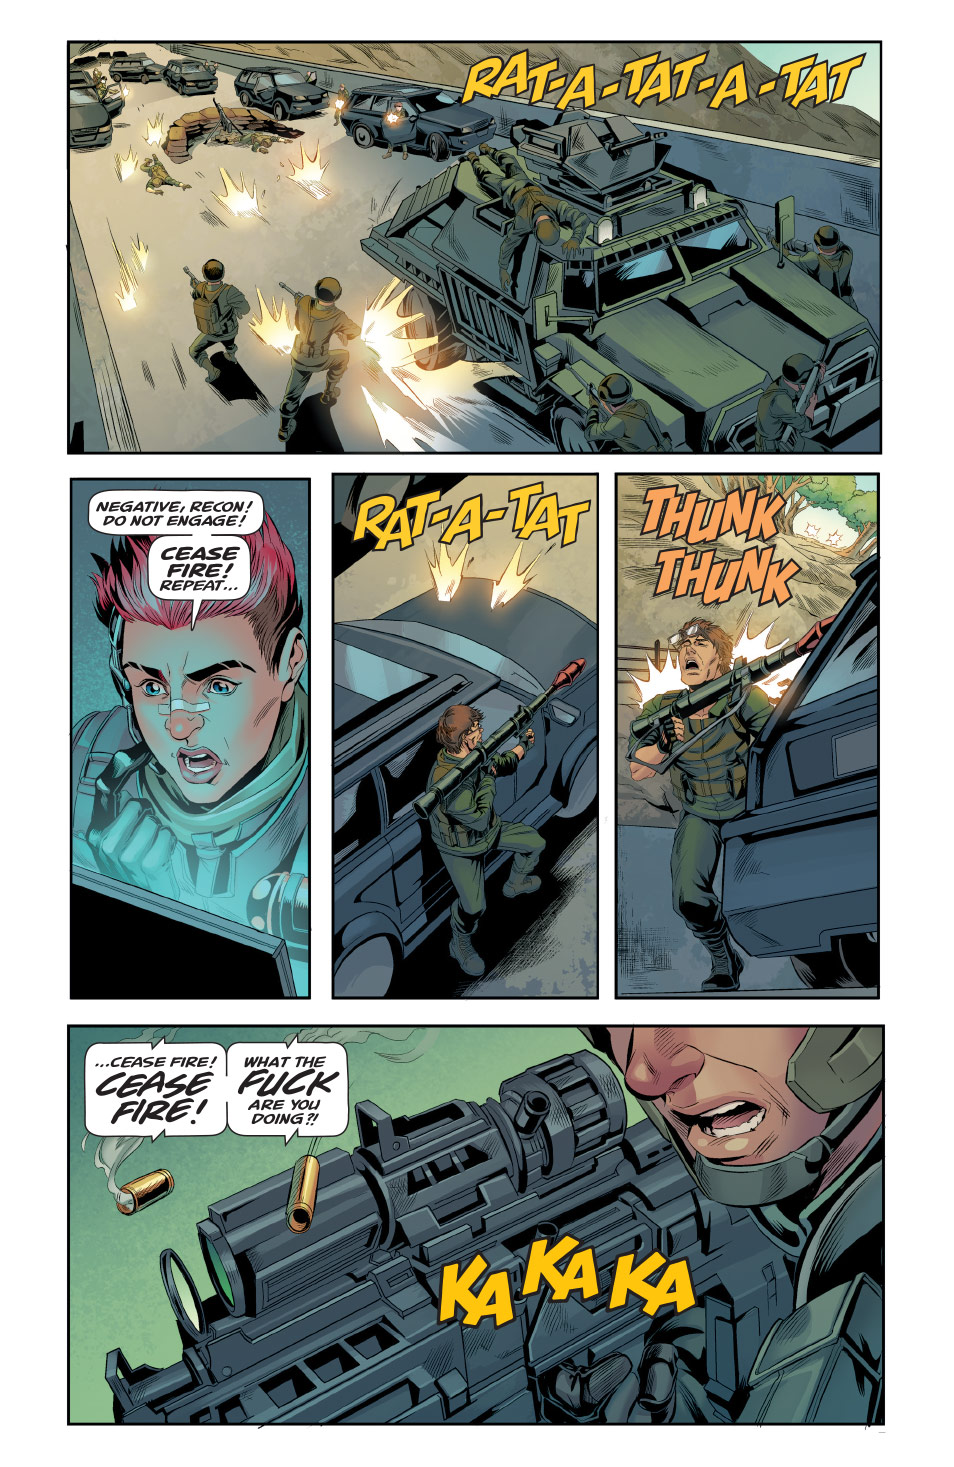 RAT-A-TAT-A-TAT
NEGATIVE, RECON!
DO NOT ENGAGE!
CEASE
FIRE!
REPEAT...
RAT-A-TAT
THUNK
THUNK
...CEASE FIRE!
CEASE
FIRE!
WHAT THE
FUCK
ARE YOU
DOING?!
KA KA KA